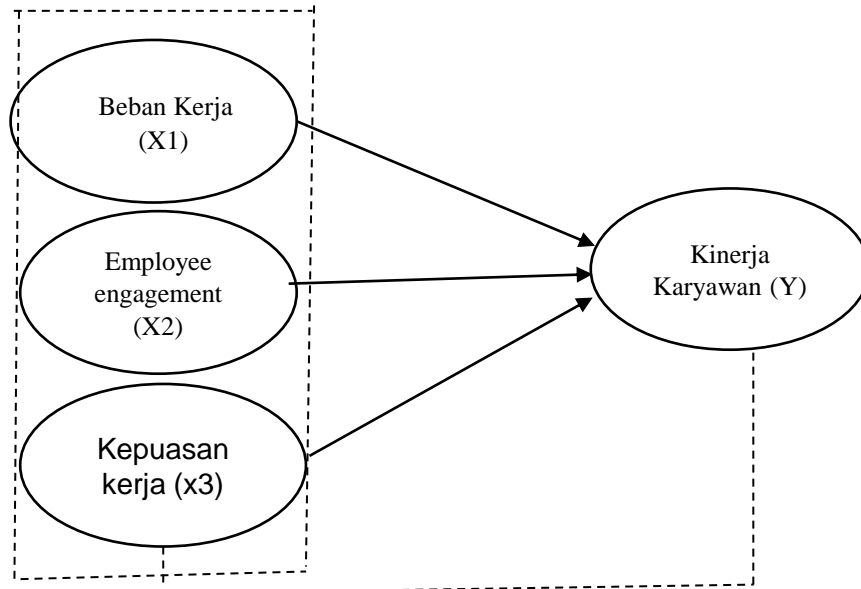 Beban Kerja
(X1)
Employee
engagement
(X2)
Kepuasan
kerja (x3)
Kinerja
Karyawan (Y)